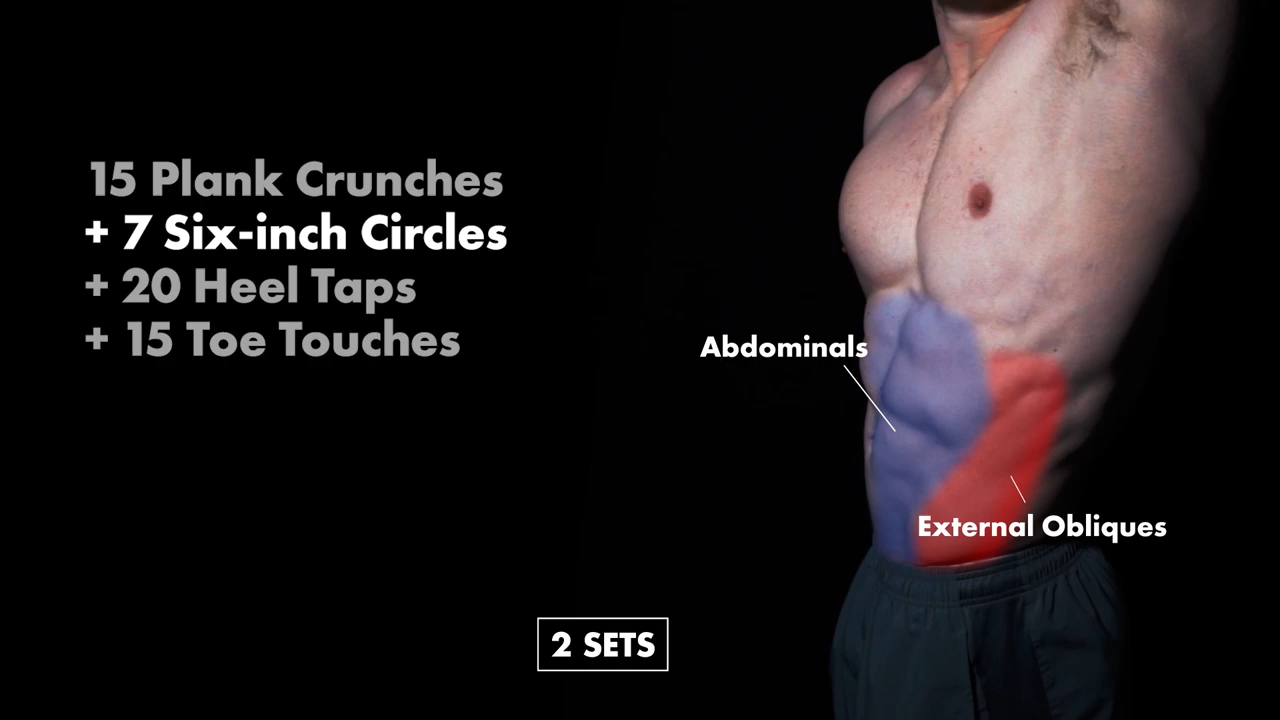 15 Plank Crunches
+ 7 Six-inch Circles
+ 20 Heel Taps
+ 15 Toe Touches
Abdominals
External Obliques
2 SETS